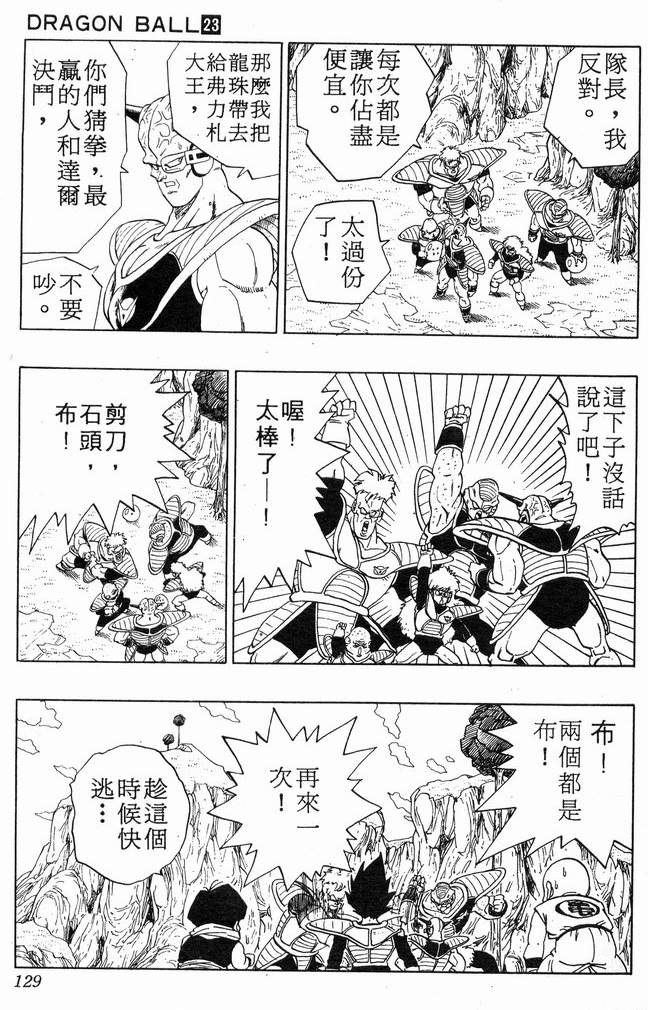 DRAGON BALL 23
隊長，我
反對。
每次都是
讓你佔盡
便宜。
太過份
了！
那麼我把
龍珠帶去
給弗力札
大王，
你們猜拳，最
贏的人和達爾
決鬥，
不要
吵。
這下子沒話
說了吧！
喔！
太棒了─！
剪刀，
石頭，
布！
布！
兩個都是
布！
再來一
次！
趁這個
時候快
逃…
龜
129